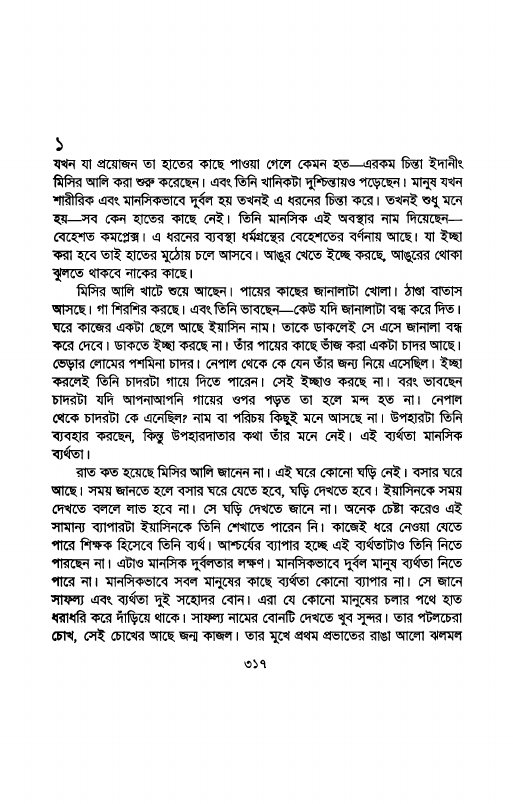 ১
যখন যা প্রয়োজন তা হাতের কাছে পাওয়া গেলে কেমন হত—এরকম চিন্তা ইদানীং
মিসির আলি করা শুরু করেছেন। এবং তিনি খানিকটা দুশ্চিন্তায়ও পড়েছেন। মানুষ যখন
শারীরিক এবং মানসিকভাবে দুর্বল হয় তখনই এ ধরনের চিন্তা করে। তখনই শুধু মনে
হয়—সব কেন হাতের কাছে নেই। তিনি মানসিক এই অবস্থার নাম দিয়েছেন—
বেহেশত কমপ্লেক্স। এ ধরনের ব্যবস্থা ধর্মগ্রন্থের বেহেশতের বর্ণনায় আছে। যা ইচ্ছা
করা হবে তাই হাতের মুঠোয় চলে আসবে। আঙুর খেতে ইচ্ছে করছে, আঙুরের থোকা
ঝুলতে থাকবে নাকের কাছে।
মিসির আলি খাটে শুয়ে আছেন। পায়ের কাছের জানালাটা খোলা। ঠাণ্ডা বাতাস
আসছে। গা শিরশির করছে। এবং তিনি ভাবছেন—কেউ যদি জানালাটা বন্ধ করে দিত।
ঘরে কাজের একটা ছেলে আছে ইয়াসিন নাম। তাকে ডাকলেই সে এসে জানালা বন্ধ
করে দেবে। ডাকতে ইচ্ছা করছে না। তাঁর পায়ের কাছে ভাঁজ করা একটা চাদর আছে।
ভেড়ার লোমের পশমিনা চাদর। নেপাল থেকে কে যেন তাঁর জন্য নিয়ে এসেছিল। ইচ্ছা
করলেই তিনি চাদরটা গায়ে দিতে পারেন। সেই ইচ্ছাও করছে না। বরং ভাবছেন
চাদরটা যদি আপনাআপনি গায়ের ওপর পড়ত তা হলে মন্দ হত না। নেপাল
থেকে চাদরটা কে এনেছিল? নাম বা পরিচয় কিছুই মনে আসছে না। উপহারটা তিনি
ব্যবহার করছেন, কিন্তু উপহারদাতার কথা তাঁর মনে নেই। এই ব্যর্থতা মানসিক
ব্যর্থতা।
রাত কত হয়েছে মিসির আলি জানেন না। এই ঘরে কোনো ঘড়ি নেই। বসার ঘরে
আছে। সময় জানতে হলে বসার ঘরে যেতে হবে, ঘড়ি দেখতে হবে। ইয়াসিনকে সময়
দেখতে বললে লাভ হবে না। সে ঘড়ি দেখতে জানে না। অনেক চেষ্টা করেও এই
সামান্য ব্যাপারটা ইয়াসিনকে তিনি শেখাতে পারেন নি। কাজেই ধরে নেওয়া যেতে
পারে শিক্ষক হিসেবে তিনি ব্যর্থ। আশ্চর্যের ব্যাপার হচ্ছে এই ব্যর্থতাটাও তিনি নিতে
পারছেন না। এটাও মানসিক দুর্বলতার লক্ষণ। মানসিকভাবে দুর্বল মানুষ ব্যর্থতা নিতে
পারে না। মানসিকভাবে সবল মানুষের কাছে ব্যর্থতা কোনো ব্যাপার না। সে জানে
সাফল্য এবং ব্যর্থতা দুই সহোদর বোন। এরা যে কোনো মানুষের চলার পথে হাত
ধরাধরি করে দাঁড়িয়ে থাকে। সাফল্য নামের বোনটি দেখতে খুব সুন্দর। তার পটলচেরা
চোখ, সেই চোখের আছে জন্ম কাজল। তার মুখে প্রথম প্রভাতের রাঙা আলো ঝলমল
৩১৭